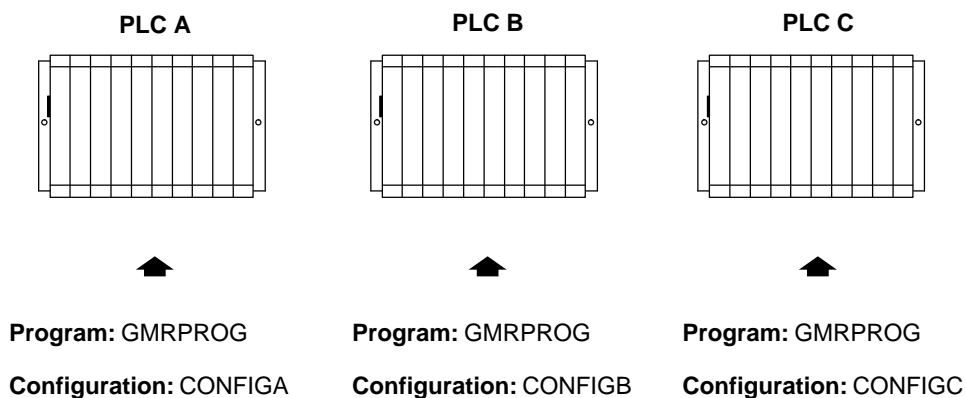 PLC A PLC B PLC C
Program: GMRPROG Program: GMRPROG Program: GMRPROG
Configuration: CONFIGA Configuration: CONFIGB Configuration: CONFIGC